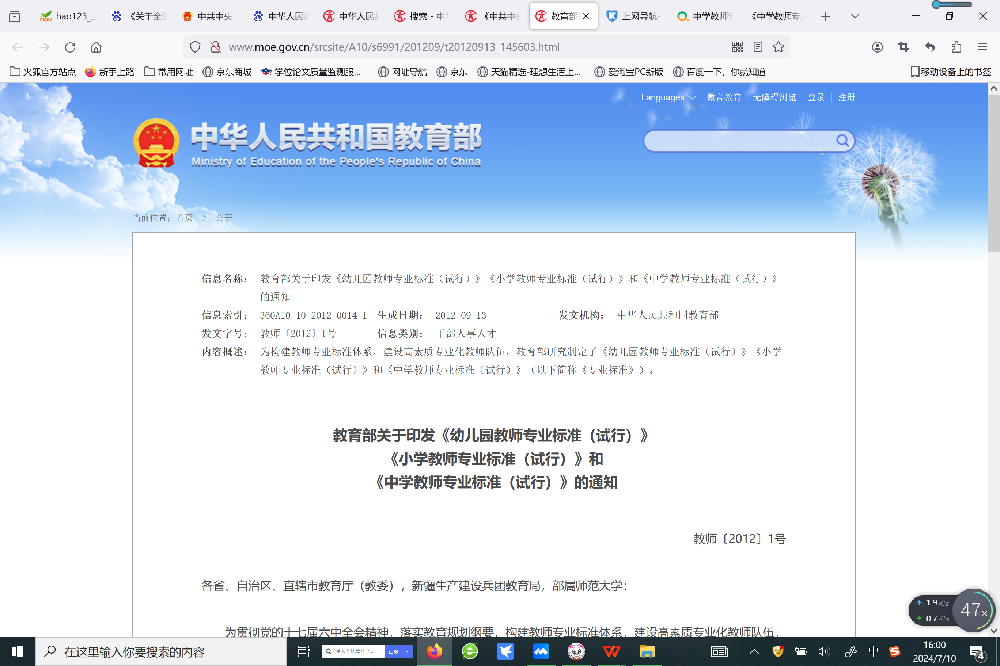 hao123_上
《关于全面
中共中央
中华人民共
中华人民共
搜索 - 中华
《中共中央
教育部关
上网导航-
中学教师专
《中学教师专业
www.moe.gov.cn/srcsite/A10/s6991/201209/t20120913_145603.html
火狐官方站点
新手上路
常用网址
京东商城
学位论文质量监测服...
网址导航
京东
天猫精选-理想生活上...
爱淘宝PC新版
百度一下，你就知道
移动设备上的书签
Languages
微言教育
无障碍浏览
登录
注册
中华人民共和国教育部
Ministry of Education of the People's Republic of China
当前位置：首页 > 公开
信息名称： 教育部关于印发《幼儿园教师专业标准（试行）》《小学教师专业标准（试行）》和《中学教师专业标准（试行）》
的通知
信息索引： 360A10-10-2012-0014-1 生成日期： 2012-09-13 发文机构： 中华人民共和国教育部
发文字号： 教师〔2012〕1号 信息类别： 干部人事人才
内容概述： 为构建教师专业标准体系，建设高素质专业化教师队伍，教育部研究制定了《幼儿园教师专业标准（试行）》《小学
教师专业标准（试行）》和《中学教师专业标准（试行）》（以下简称《专业标准》）。
教育部关于印发《幼儿园教师专业标准（试行）》
《小学教师专业标准（试行）》和
《中学教师专业标准（试行）》的通知
教师〔2012〕1号
各省、自治区、直辖市教育厅（教委），新疆生产建设兵团教育局，部属师范大学：
为贯彻党的十七届六中全会精神，落实教育规划纲要，构建教师专业标准体系，建设高素质专业化教师队伍，
1.9K/s
0.7K/s
47%
在这里输入你要搜索的内容
温太医沈眉庄大...
百度一下
中
16:00
2024/7/10
4